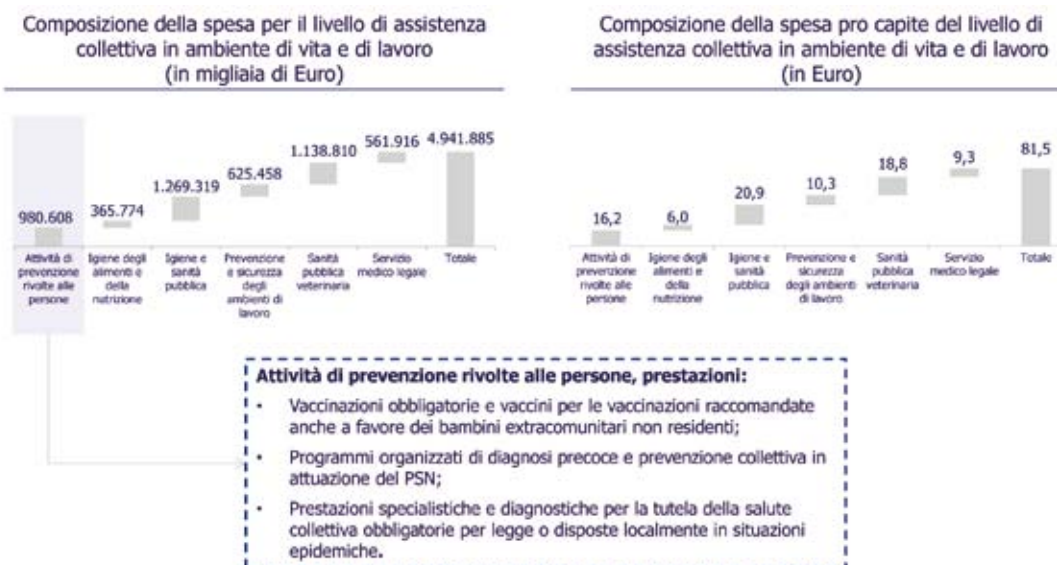 Composizione della spesa per il livello di assistenza
collettiva in ambiente di vita e di lavoro
(in migliaia di Euro)
980.608
365.774
1.269.319
625.458
1.138.810
561.916
4.941.885
Attività di
prevenzione
rivolte alle
persone
Igiene degli
alimenti e
della
nutrizione
Igiene e
sanità
pubblica
Prevenzione
e sicurezza
degli
ambienti di
lavoro
Sanità
pubblica
veterinaria
Servizio
medico legale
Totale
Composizione della spesa pro capite del livello di
assistenza collettiva in ambiente di vita e di lavoro
(in Euro)
16,2
6,0
20,9
10,3
18,8
9,3
81,5
Attività di
prevenzione
rivolte alle
persone
Igiene degli
alimenti e
della
nutrizione
Igiene e
sanità
pubblica
Prevenzione e
sicurezza
degli ambienti
di lavoro
Sanità
pubblica
veterinaria
Servizio
medico legale
Totale
Attività di prevenzione rivolte alle persone, prestazioni:
• Vaccinazioni obbligatorie e vaccini per le vaccinazioni raccomandate
anche a favore dei bambini extracomunitari non residenti;
• Programmi organizzati di diagnosi precoce e prevenzione collettiva in
attuazione del PSN;
• Prestazioni specialistiche e diagnostiche per la tutela della salute
collettiva obbligatorie per legge o disposte localmente in situazioni
epidemiche.